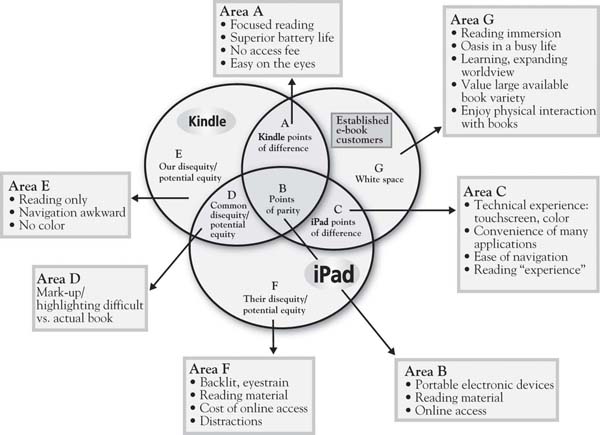 Area A
• Focused reading
• Superior battery life
• No access fee
• Easy on the eyes
Area G
• Reading immersion
• Oasis in a busy life
• Learning, expanding
worldview
• Value large available
book variety
• Enjoy physical interaction
with books
Kindle
A
Kindle points
of difference
Established
e-book
customers
E
Our disequity/
potential equity
G
White space
D
Common
disequity/
potential
equity
B
Points
of parity
C
iPad points
of difference
Area E
• Reading only
• Navigation awkward
• No color
Area C
• Technical experience:
touchscreen, color
• Convenience of many
applications
• Ease of navigation
• Reading “experience”
Area D
Mark-up/
highlighting difficult
vs. actual book
iPad
F
Their disequity/
potential equity
Area F
• Backlit, eyestrain
• Reading material
• Cost of online access
• Distractions
Area B
• Portable electronic devices
• Reading material
• Online access